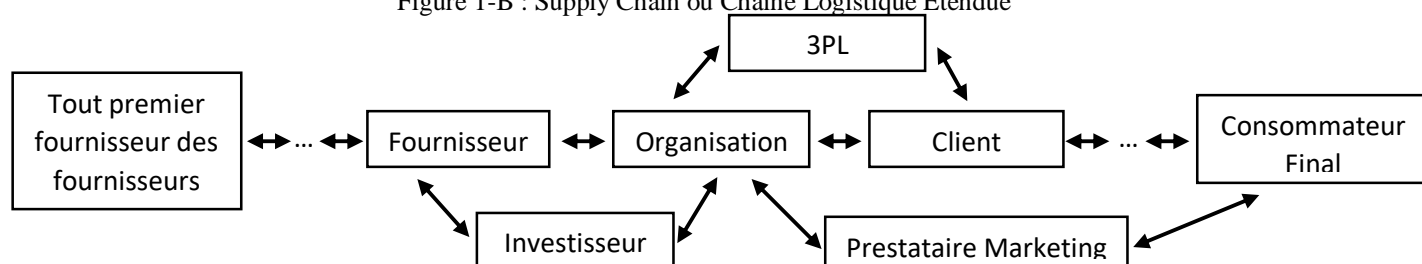 Figure 1-B : Supply Chain ou Chaîne Logistique Etendue
3PL
Tout premier
fournisseur des
fournisseurs
...
Fournisseur
Organisation
Client
...
Consommateur
Final
Investisseur
Prestataire Marketing